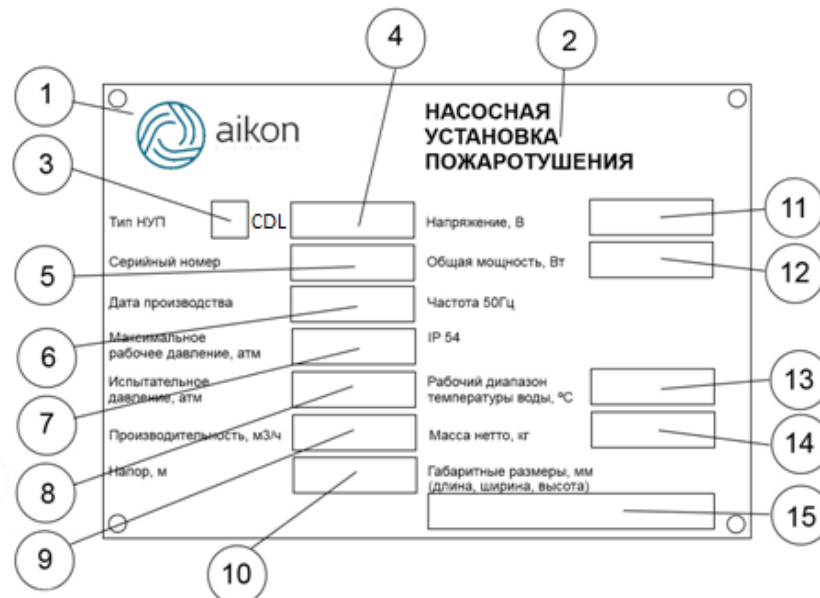 4
2
1
aikon
НАСОСНАЯ
УСТАНОВКА
ПОЖАРОТУШЕНИЯ
3
Тип НУП
CDL
Напряжение, В
11
5
Серийный номер
Общая мощность, Вт
12
Дата производства
Частота 50Гц
6
Максимальное
рабочее давление, атм
IP 54
7
Испытательное
давление, атм
Рабочий диапазон
температуры воды, ºС
13
8
Производительность, м3/ч
Масса нетто, кг
14
9
Напор, м
Габаритные размеры, мм
(длина, ширина, высота)
15
10